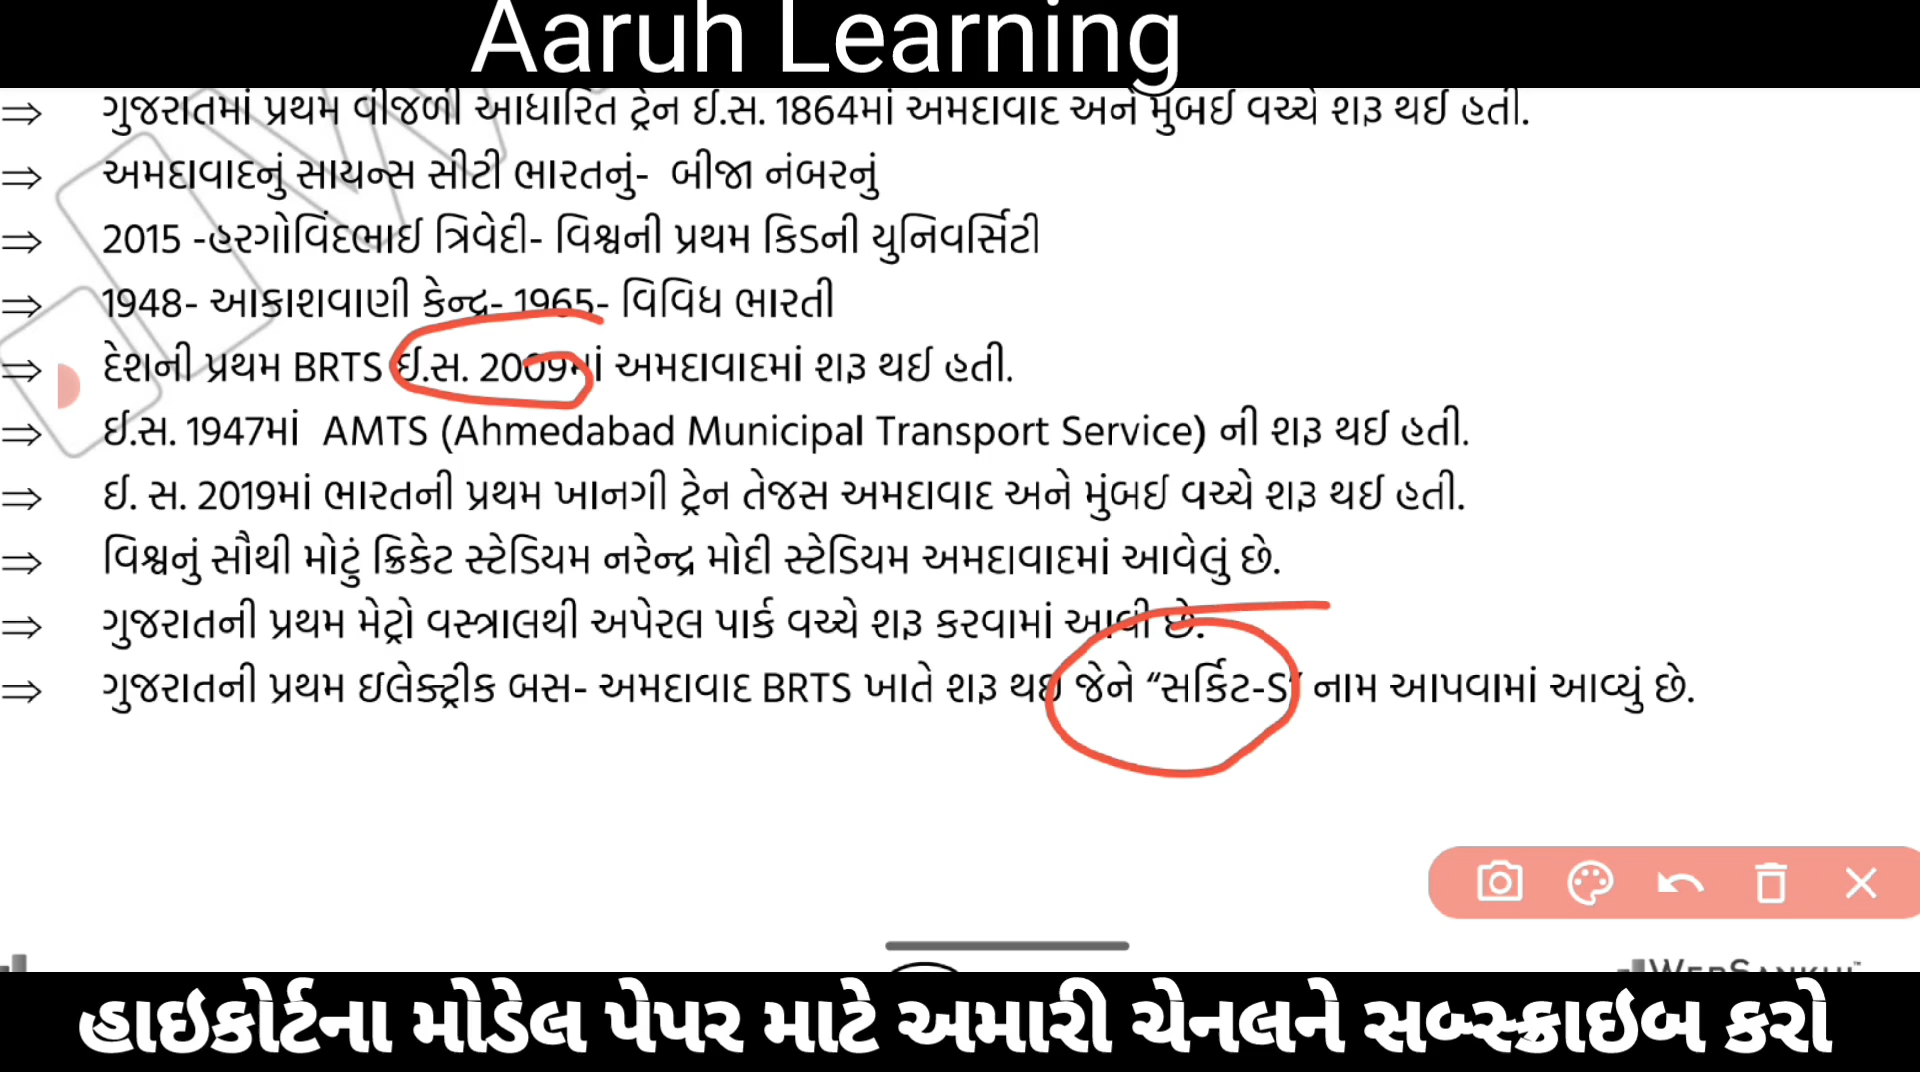 Aaruh Learning
⇒ ગુજરાતમાં પ્રથમ વીજળી આધારિત ટ્રેન ઈ.સ. 1864માં અમદાવાદ અને મુંબઈ વચ્ચે શરૂ થઈ હતી.
⇒ અમદાવાદનું સાયન્સ સીટી ભારતનું- બીજા નંબરનું
⇒ 2015 -હરગોવિંદભાઈ ત્રિવેદી- વિશ્વની પ્રથમ કિડની યુનિવર્સિટી
⇒ 1948- આકાશવાણી કેન્દ્ર- 1965- વિવિધ ભારતી
⇒ દેશની પ્રથમ BRTS ઈ.સ. 2009માં અમદાવાદમાં શરૂ થઈ હતી.
⇒ ઈ.સ. 1947માં AMTS (Ahmedabad Municipal Transport Service) ની શરૂ થઈ હતી.
⇒ ઈ. સ. 2019માં ભારતની પ્રથમ ખાનગી ટ્રેન તેજસ અમદાવાદ અને મુંબઈ વચ્ચે શરૂ થઈ હતી.
⇒ વિશ્વનું સૌથી મોટું ક્રિકેટ સ્ટેડિયમ નરેન્દ્ર મોદી સ્ટેડિયમ અમદાવાદમાં આવેલું છે.
⇒ ગુજરાતની પ્રથમ મેટ્રો વસ્ત્રાલથી અપેરલ પાર્ક વચ્ચે શરૂ કરવામાં આવી છે.
⇒ ગુજરાતની પ્રથમ ઇલેક્ટ્રીક બસ- અમદાવાદ BRTS ખાતે શરૂ થઇ જેને “સર્કિટ-S” નામ આપવામાં આવ્યું છે.
હાઇકોર્ટના મોડેલ પેપર માટે અમારી ચેનલને સબ્સ્ક્રાઇબ કરો